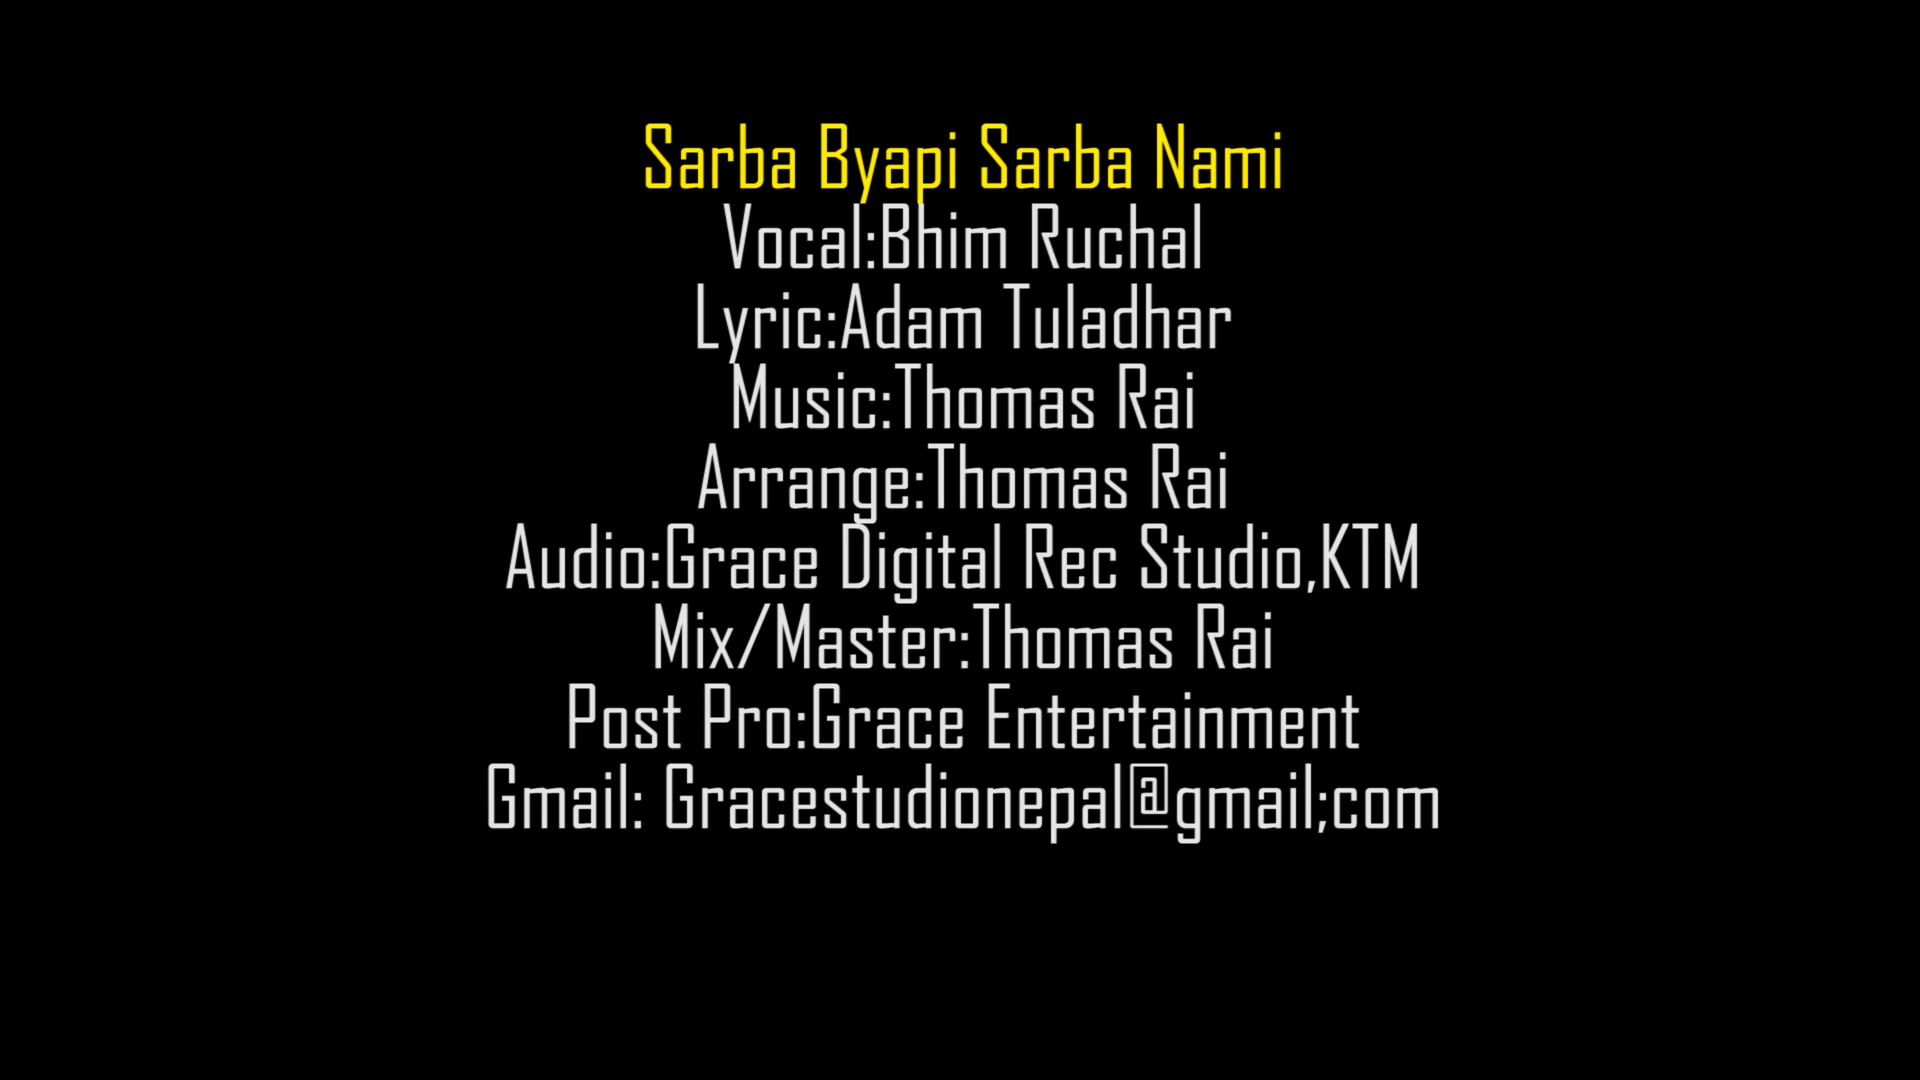 Sarba Byapi Sarba Nami
Vocal:Bhim Ruchal
Lyric:Adam Tuladhar
Music:Thomas Rai
Arrange:Thomas Rai
Audio:Grace Digital Rec Studio,KTM
Mix/Master:Thomas Rai
Post Pro:Grace Entertainment
Gmail: Gracestudionepal@gmail;com